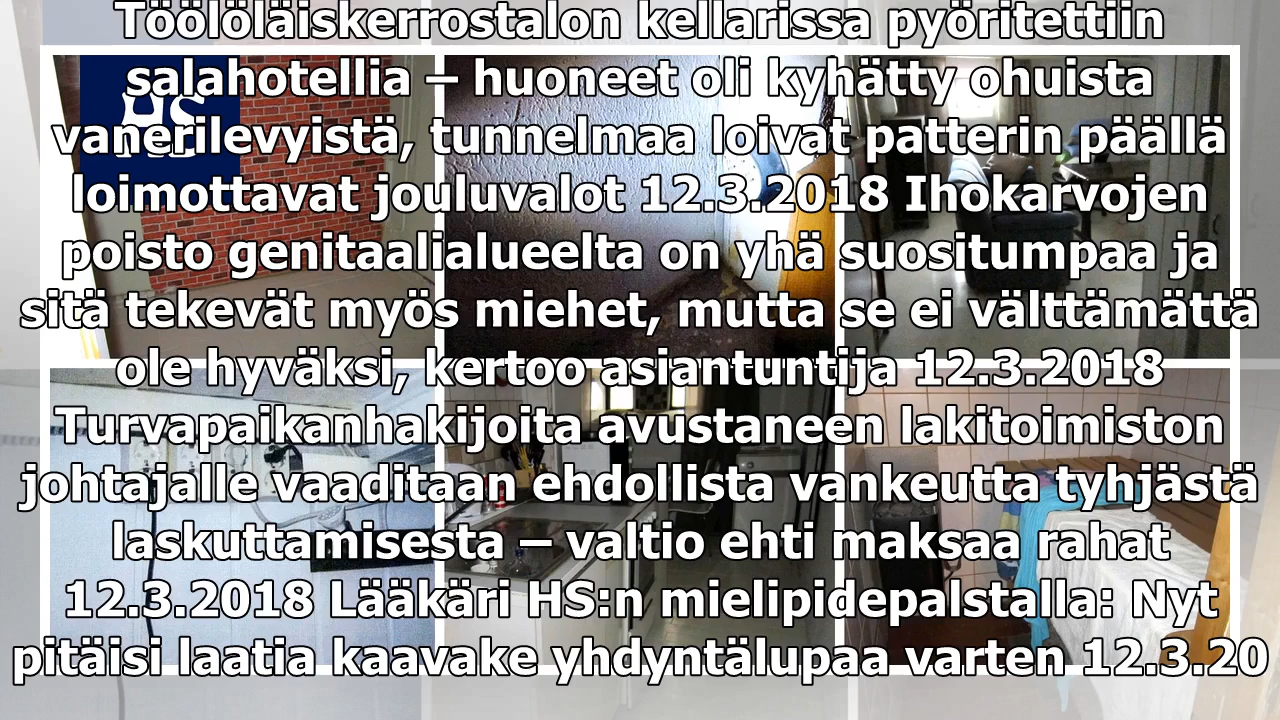 Töölöläiskerrostalon kellarissa pyöritettiin
salahotellia – huoneet oli kyhätty ohuista
vanerilevyistä, tunnelmaa loivat patterin päällä
loimottavat jouluvalot 12.3.2018 Ihokarvojen
poisto genitaalialueelta on yhä suositumpaa ja
sitä tekevät myös miehet, mutta se ei välttämättä
ole hyväksi, kertoo asiantuntija 12.3.2018
Turvapaikanhakijoita avustaneen lakitoimiston
johtajalle vaaditaan ehdollista vankeutta tyhjästä
laskuttamisesta – valtio ehti maksaa rahat
12.3.2018 Lääkäri HS:n mielipidepalstalla: Nyt
pitäisi laatia kaavake yhdyntälupaa varten 12.3.20
HS